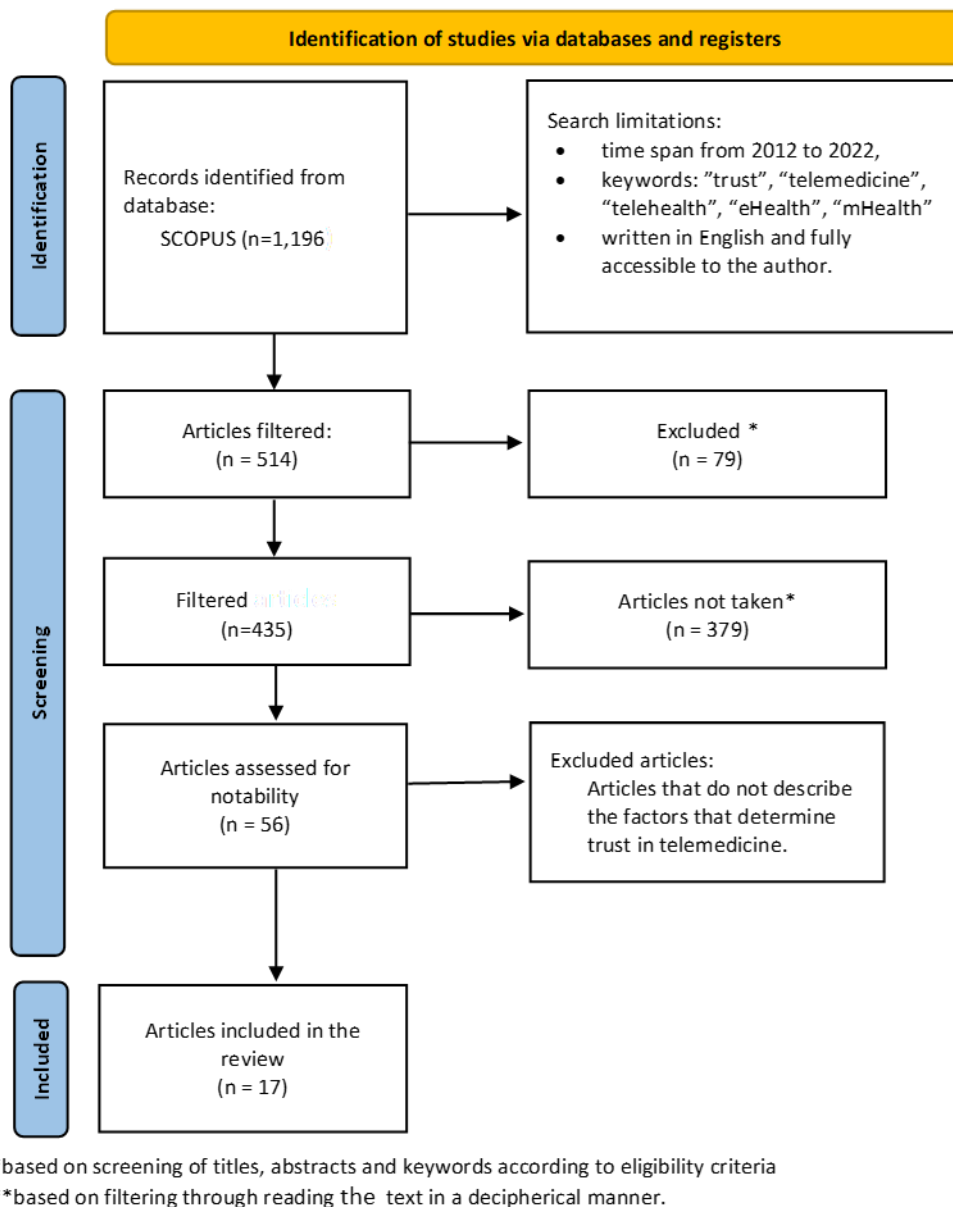 Identification of studies via databases and registers
Identification
Records identified from
database:
SCOPUS (n=1,196
Search limitations:
• time span from 2012 to 2022,
• keywords: ”trust”, “telemedicine”,
“telehealth”, “eHealth”, “mHealth”
• written in English and fully
accessible to the author.
Screening
Articles filtered:
(n = 514)
Excluded *
(n = 79)
Filtered articles
(n=435)
Articles not taken*
(n = 379)
Articles assessed for
notability
(n = 56)
Excluded articles:
Articles that do not describe
the factors that determine
trust in telemedicine.
Included
Articles included in the
review
(n = 17)
based on screening of titles, abstracts and keywords according to eligibility criteria
*based on filtering through reading the text in a decipherical manner.